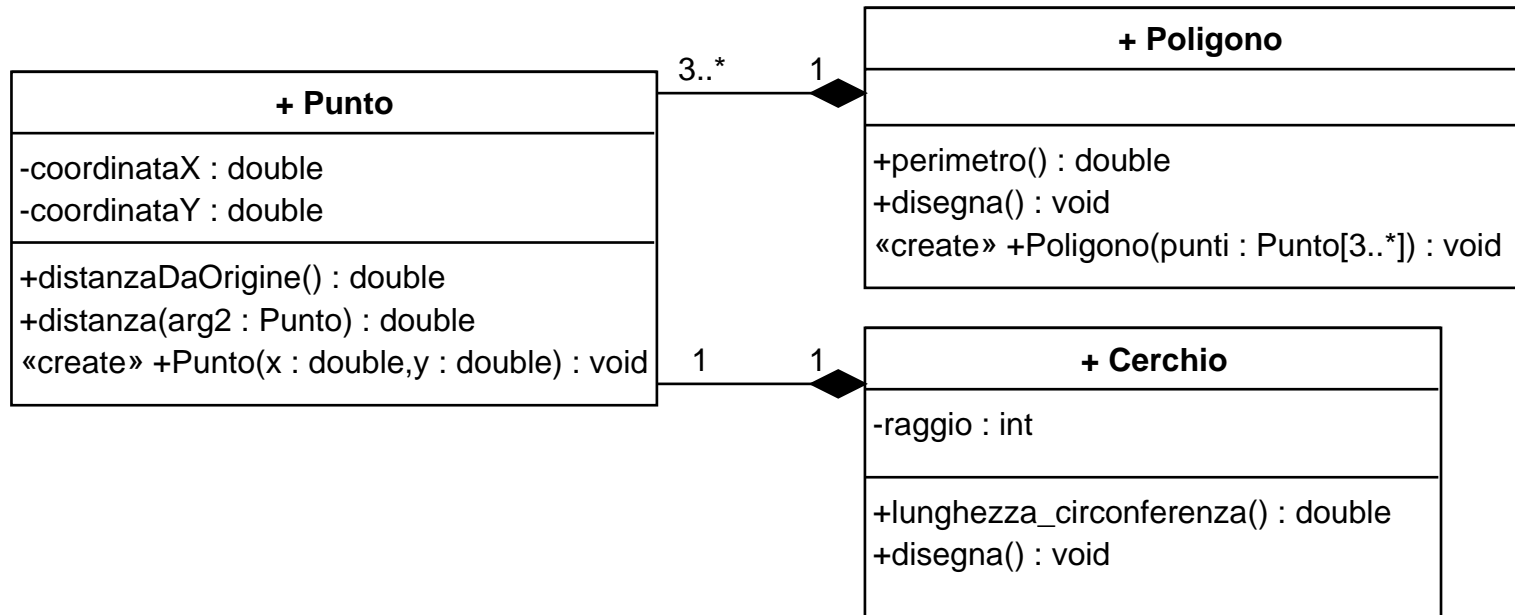 + Punto
-coordinataX : double
-coordinataY : double
+distanzaDaOrigine() : double
+distanza(arg2 : Punto) : double
«create» +Punto(x : double,y : double) : void
3..*
1
+ Poligono
+perimetro() : double
+disegna() : void
«create» +Poligono(punti : Punto[3..*]) : void
1
1
+ Cerchio
-raggio : int
+lunghezza_circonferenza() : double
+disegna() : void